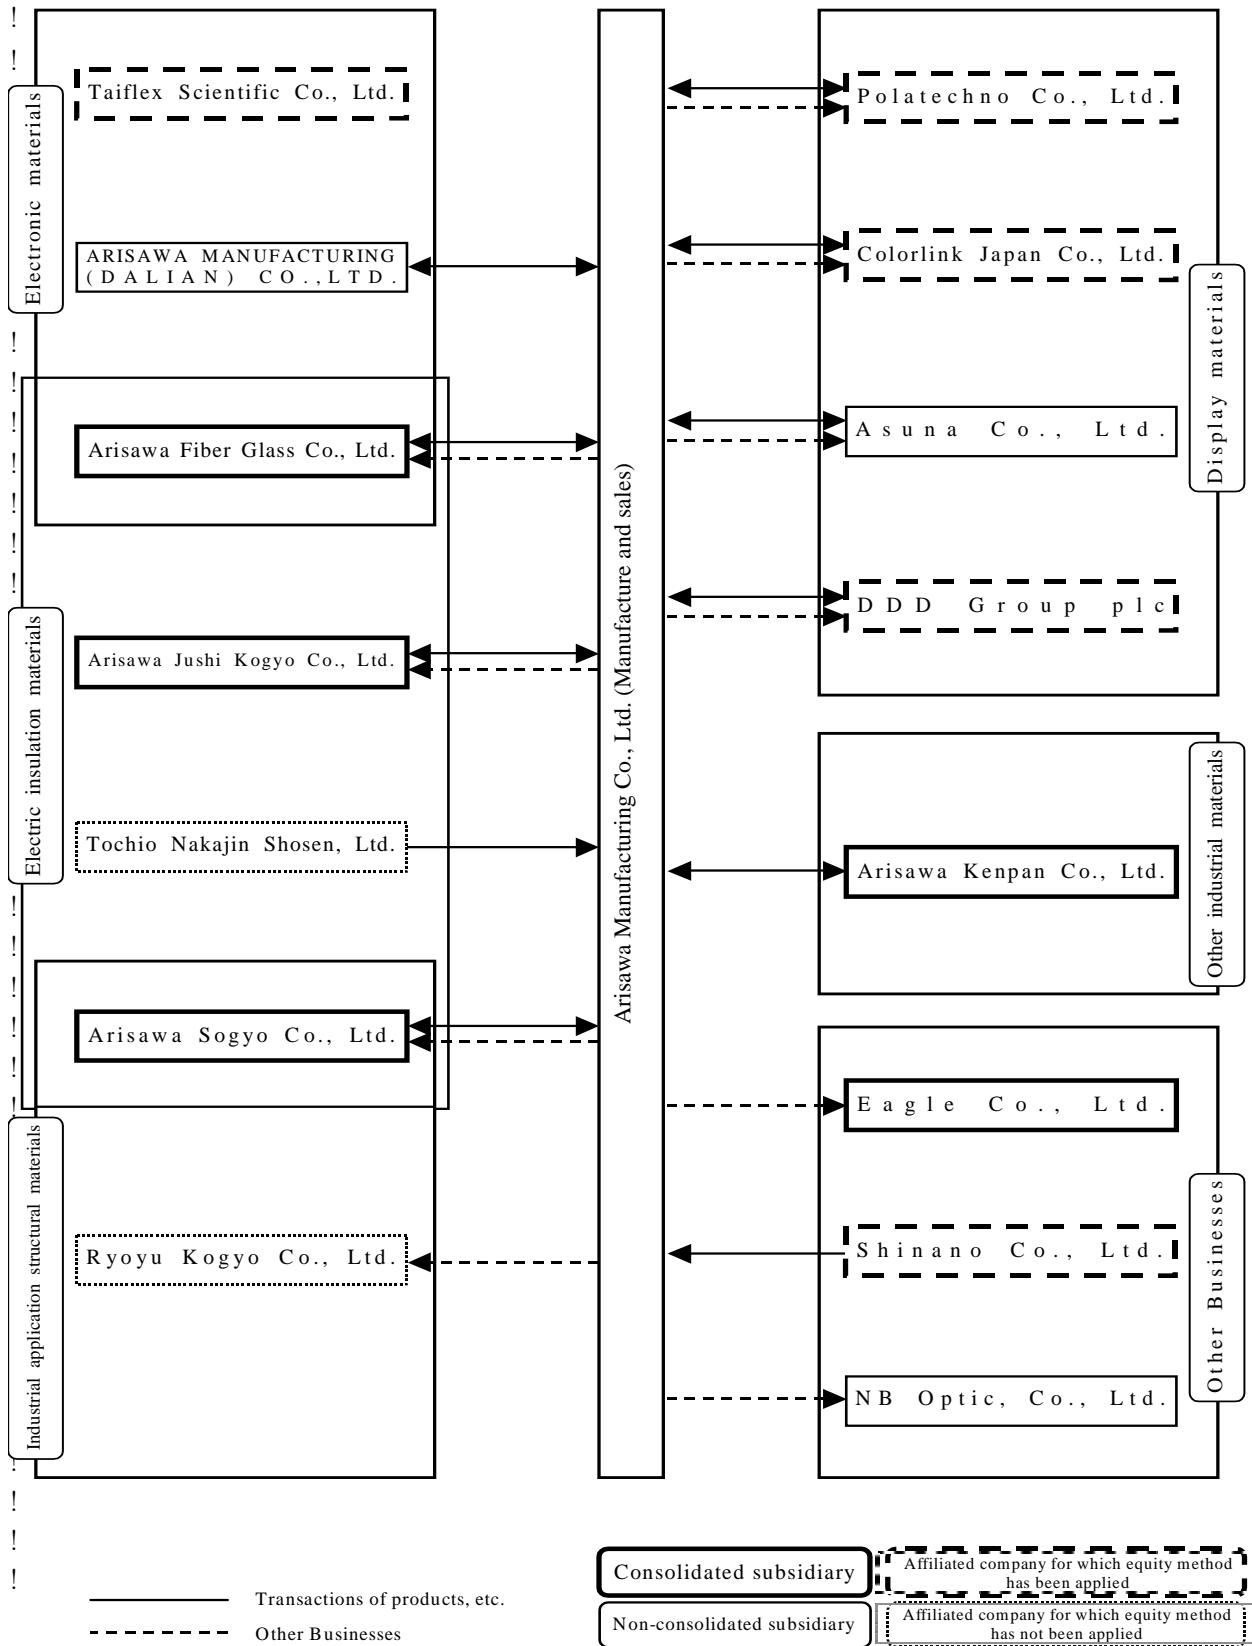 Electronic materials
Taiflex Scientific Co., Ltd.
ARISAWA MANUFACTURING
(DALIAN) CO.,LTD.
Arisawa Fiber Glass Co., Ltd.
Electric insulation materials
Arisawa Jushi Kogyo Co., Ltd.
Tochio Nakajin Shosen, Ltd.
Arisawa Sogyo Co., Ltd.
Industrial application structural materials
Ryoyu Kogyo Co., Ltd.
Arisawa Manufacturing Co., Ltd. (Manufacture and sales)
Polatechno Co., Ltd.
Colorlink Japan Co., Ltd.
Display materials
Asuna Co., Ltd.
DDD Group plc
Other industrial materials
Arisawa Kenpan Co., Ltd.
Eagle Co., Ltd.
Other Businesses
Shinano Co., Ltd.
NB Optic, Co., Ltd.
Transactions of products, etc.
Other Businesses
Consolidated subsidiary
Affiliated company for which equity method
has been applied
Non-consolidated subsidiary
Affiliated company for which equity method
has not been applied